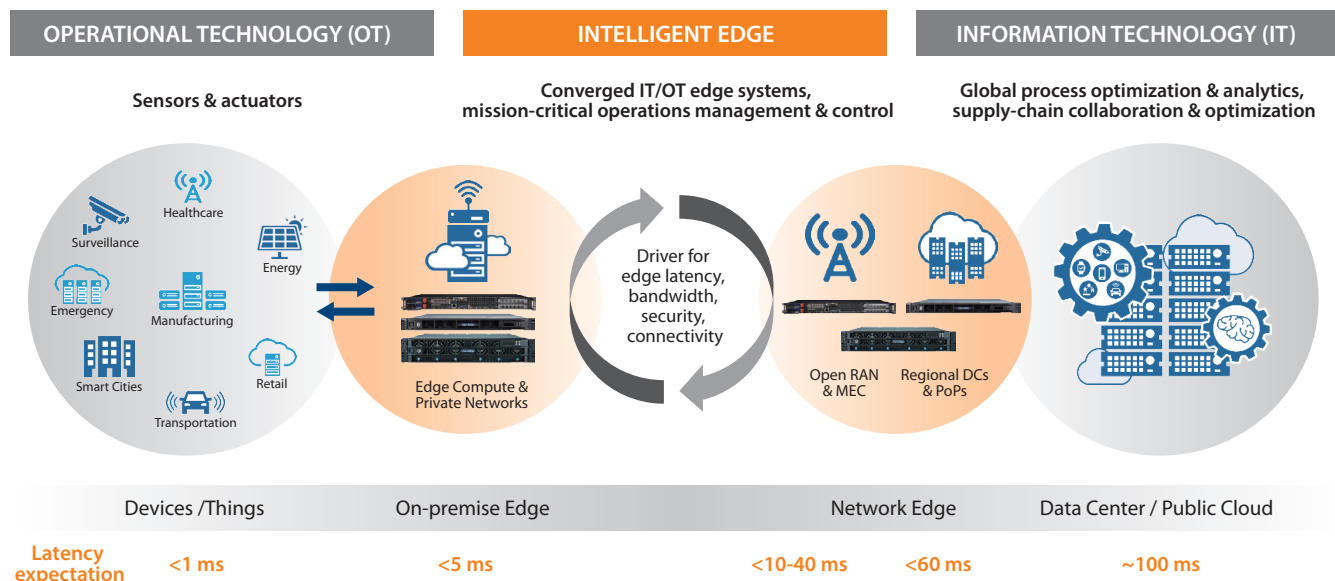 OPERATIONAL TECHNOLOGY (OT)
INTELLIGENT EDGE
INFORMATION TECHNOLOGY (IT)
Sensors & actuators
Converged IT/OT edge systems,
mission-critical operations management & control
Global process optimization & analytics,
supply-chain collaboration & optimization
Healthcare
Surveillance
Energy
Emergency
Manufacturing
Smart Cities
Retail
Transportation
Edge Compute &
Private Networks
Driver for
edge latency,
bandwidth,
security,
connectivity
Open RAN
& MEC
Regional DCs
& PoPs
Devices /Things
On-premise Edge
Network Edge
Data Center / Public Cloud
Latency
expectation
<1 ms
<5 ms
<10-40 ms
<60 ms
~100 ms